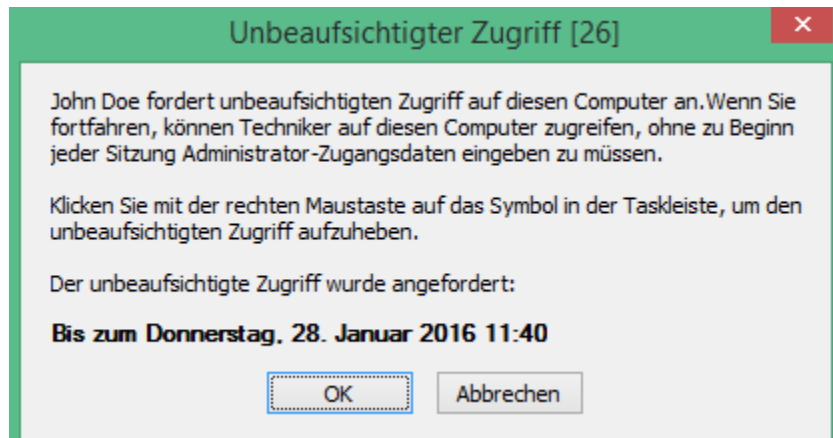 Unbeaufsichtigter Zugriff [26]
John Doe fordert unbeaufsichtigten Zugriff auf diesen Computer an.Wenn Sie
fortfahren, können Techniker auf diesen Computer zugreifen, ohne zu Beginn
jeder Sitzung Administrator-Zugangsdaten eingeben zu müssen.
Klicken Sie mit der rechten Maustaste auf das Symbol in der Taskleiste, um den
unbeaufsichtigten Zugriff aufzuheben.
Der unbeaufsichtigte Zugriff wurde angefordert:
Bis zum Donnerstag, 28. Januar 2016 11:40
OK Abbrechen